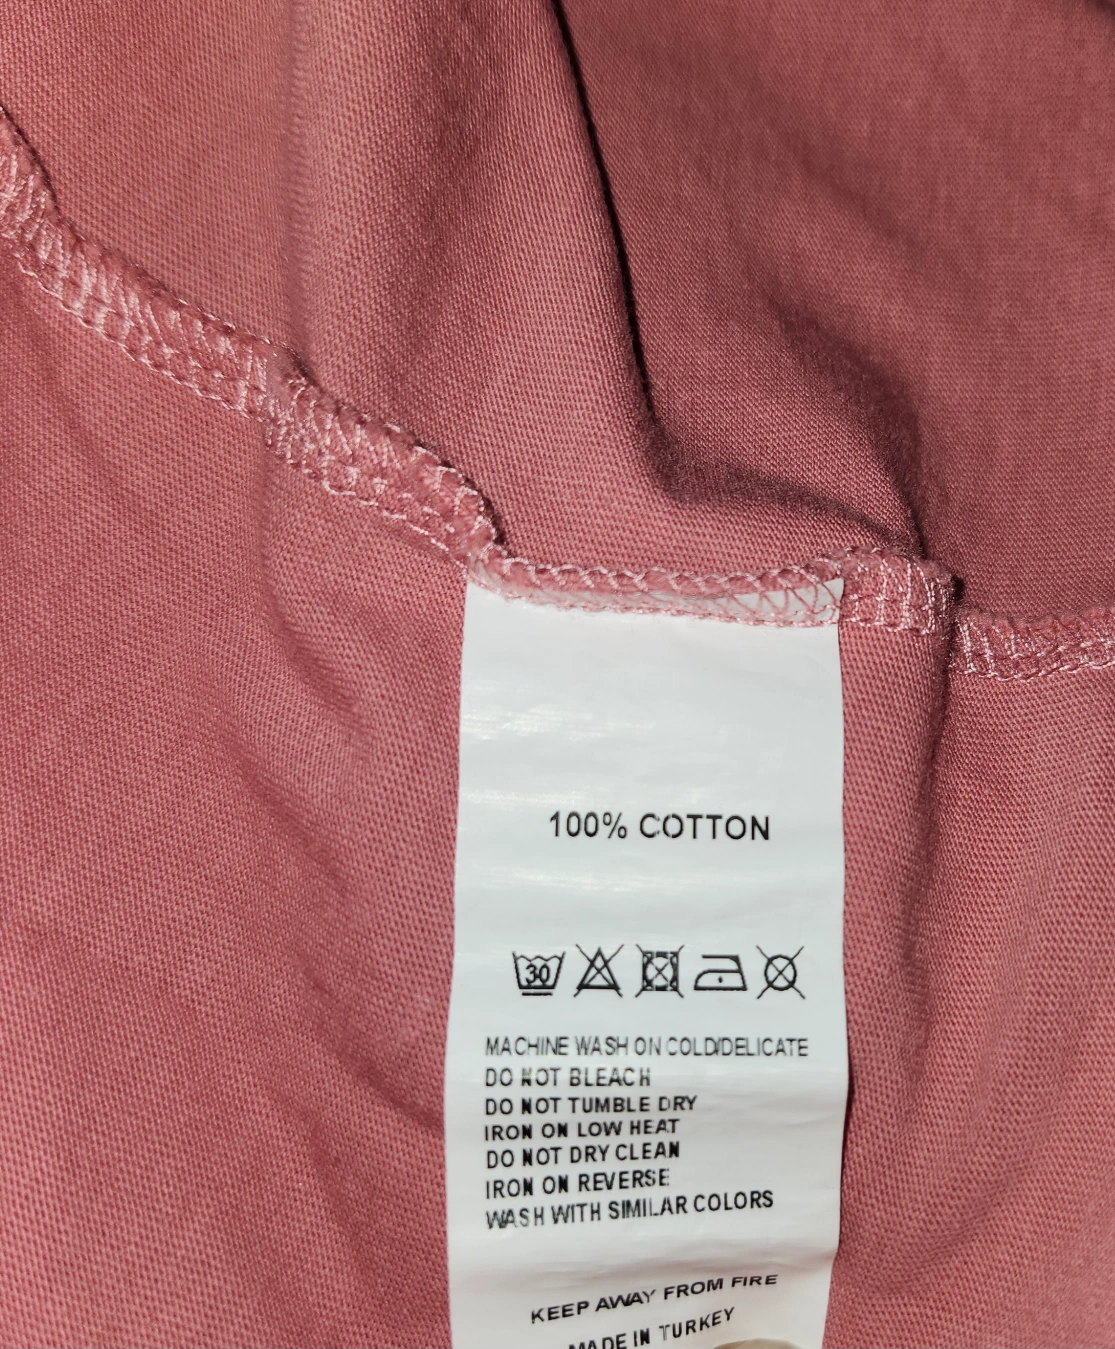 100% COTTON
30
MACHINE WASH ON COLD/DELICATE
DO NOT BLEACH
DO NOT TUMBLE DRY
IRON ON LOW HEAT
DO NOT DRY CLEAN
IRON ON REVERSE
WASH WITH SIMILAR COLORS
KEEP AWAY FROM FIRE
MADE IN TURKEY